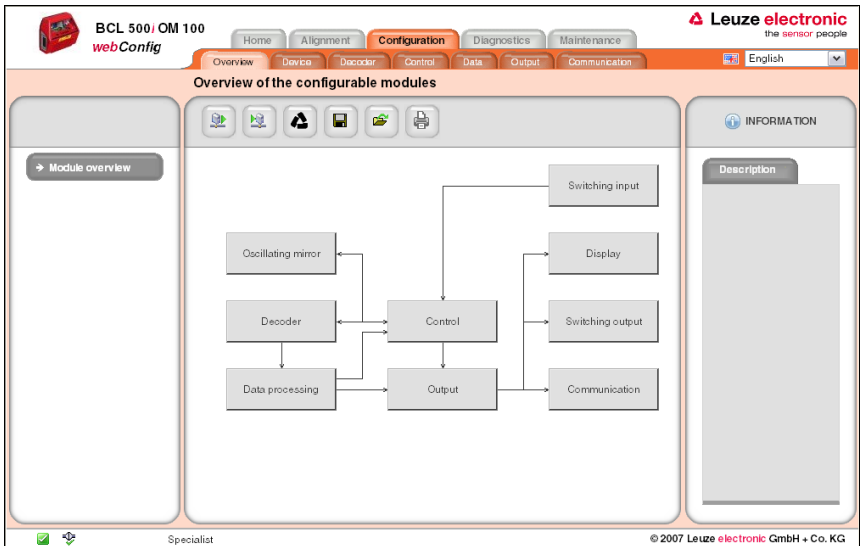 BCL 500i OM 100
webConfig
Home Alignment Configuration Diagnostics Maintenance
Leuze electronic
the sensor people
Overview Device Decoder Control Data Output Communication
English
Overview of the configurable modules
INFORMATION
Module overview
Description
Switching input
Oscillating mirror
Display
Decoder
Control
Switching output
Data processing
Output
Communication
Specialist
© 2007 Leuze electronic GmbH + Co. KG